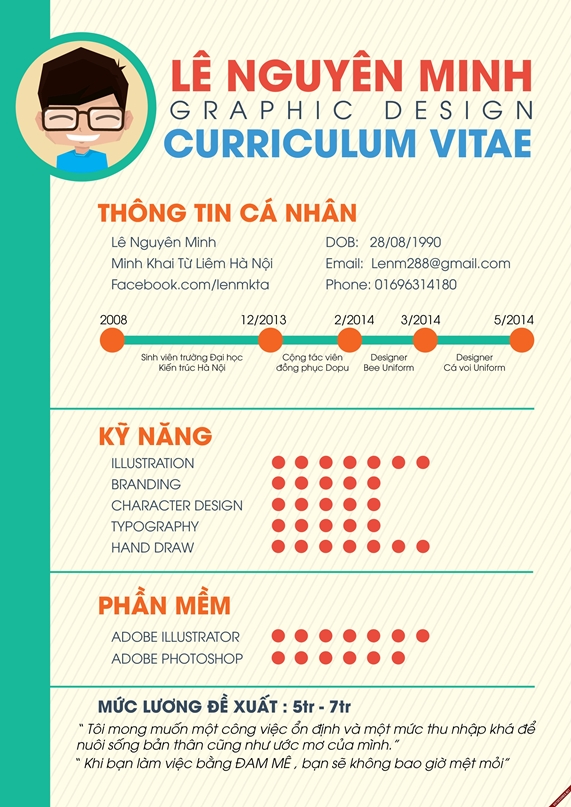 LÊ NGUYÊN MINH
GRAPHIC DESIGN
CURRICULUM VITAE
THÔNG TIN CÁ NHÂN
Lê Nguyên Minh
DOB: 28/08/1990
Minh Khai Từ Liêm Hà Nội
Email: Lenm288@gmail.com
Facebook.com/lenmkta
Phone: 01696314180
2008 12/2013 2/2014 3/2014 5/2014
Sinh viên trường Đại học
Kiến trúc Hà Nội
Cộng tác viên
đồng phục Dopu
Designer
Bee Uniform
Designer
Cá voi Uniform
KỸ NĂNG
ILLUSTRATION
BRANDING
CHARACTER DESIGN
TYPOGRAPHY
HAND DRAW
PHẦN MỀM
ADOBE ILLUSTRATOR
ADOBE PHOTOSHOP
MỨC LƯƠNG ĐỀ XUẤT : 5tr - 7tr
“ Tôi mong muốn một công việc ổn định và một mức thu nhập khá để
nuôi sống bản thân cũng như ước mơ của mình.”
“ Khi bạn làm việc bằng ĐAM MÊ , bạn sẽ không bao giờ mệt mỏi”